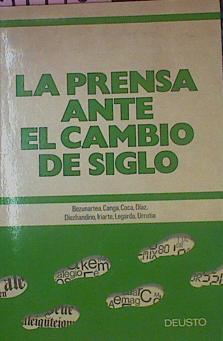 LA PRENSA
ANTE
EL CAMBIO
DE SIGLO
Bezunartea, Canga, Coca, Díaz,
Diezhandino, Iriarte, Legarda, Urrutia
DEUSTO